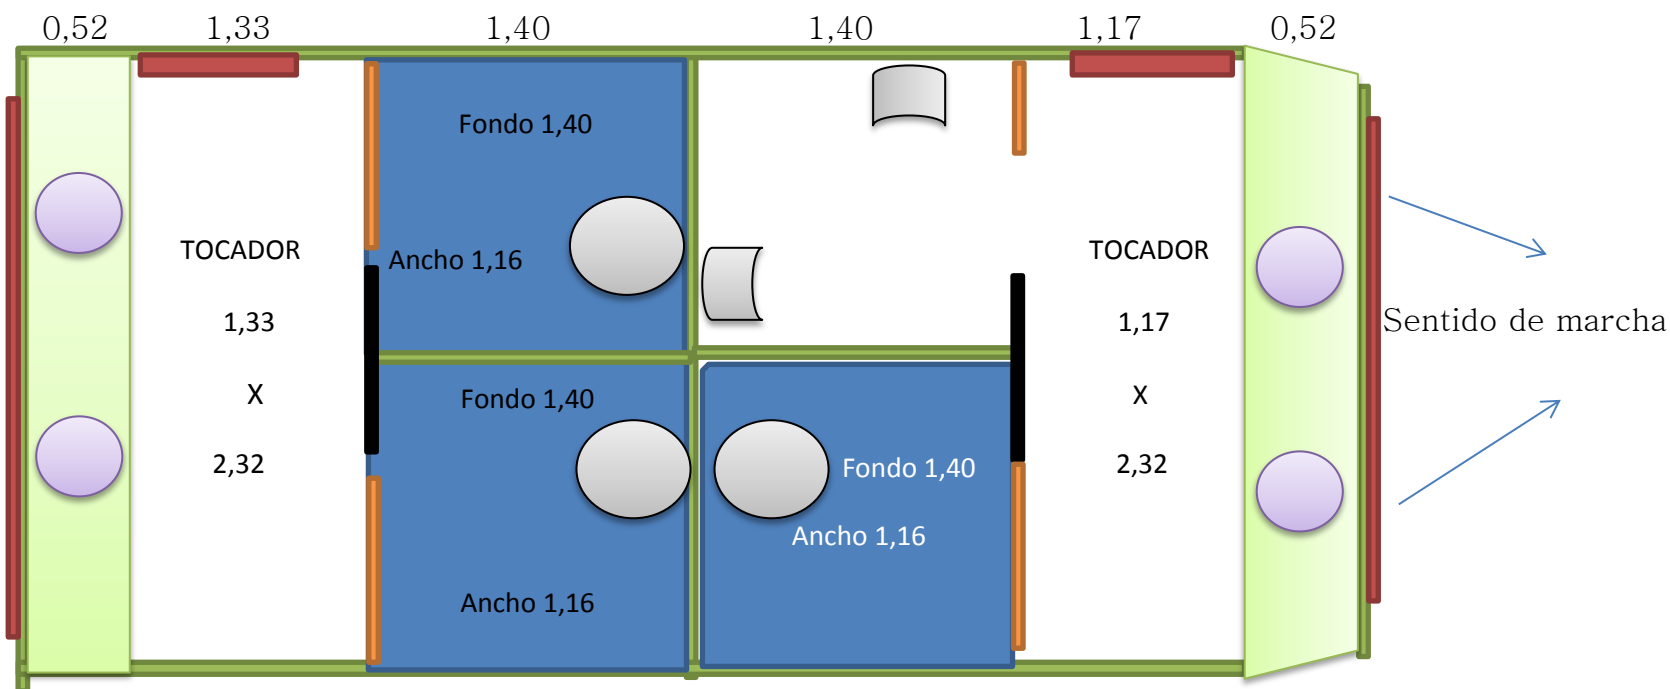 0,52 1,33 1,40 1,40 1,17 0,52
Fondo 1,40
Ancho 1,16
TOCADOR
1,33
X
2,32
Fondo 1,40
Ancho 1,16
Fondo 1,40
Ancho 1,16
TOCADOR
1,17
X
2,32
Sentido de marcha